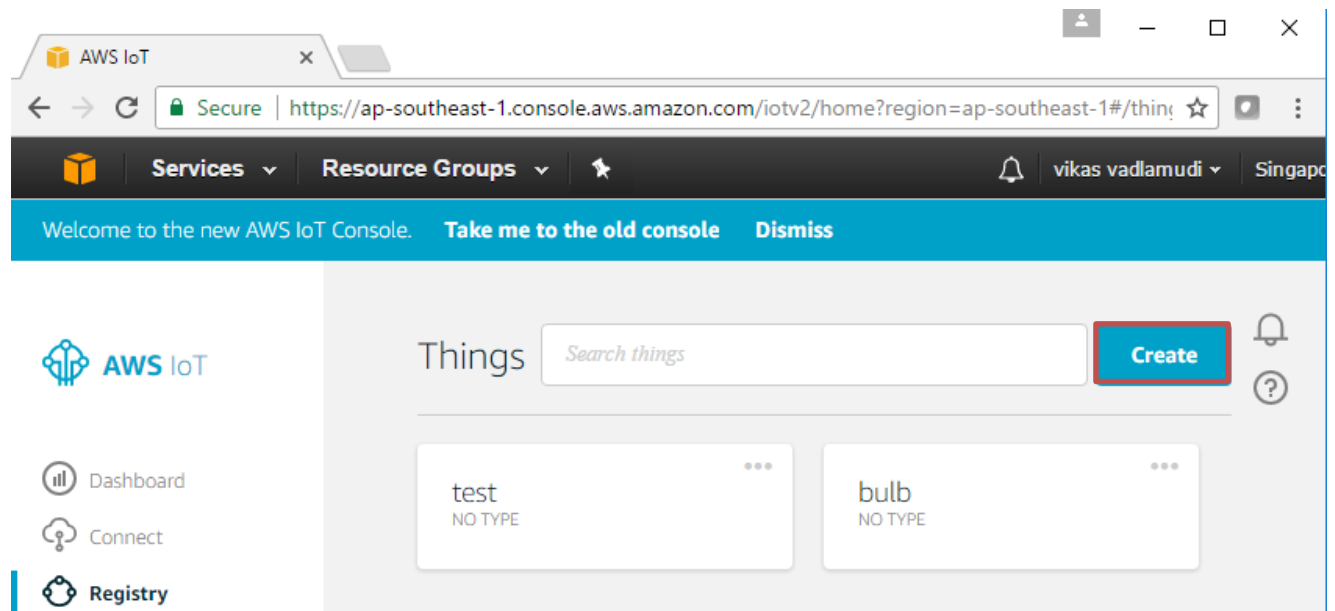 AWS IoT
Secure | https://ap-southeast-1.console.aws.amazon.com/iotv2/home?region=ap-southeast-1#/thing
Services Resource Groups vikas vadlamudi Singapo
Welcome to the new AWS IoT Console. Take me to the old console Dismiss
AWS IoT
Things Search things Create
Dashboard
Connect
Registry
test
NO TYPE
bulb
NO TYPE